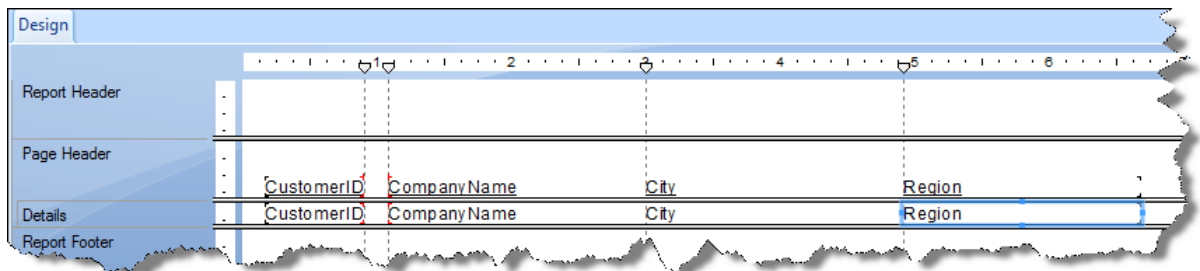 Design
1 2 3 4 5 6
Report Header
Page Header
CustomerID CompanyName City Region
Details
CustomerID CompanyName City Region
Report Footer